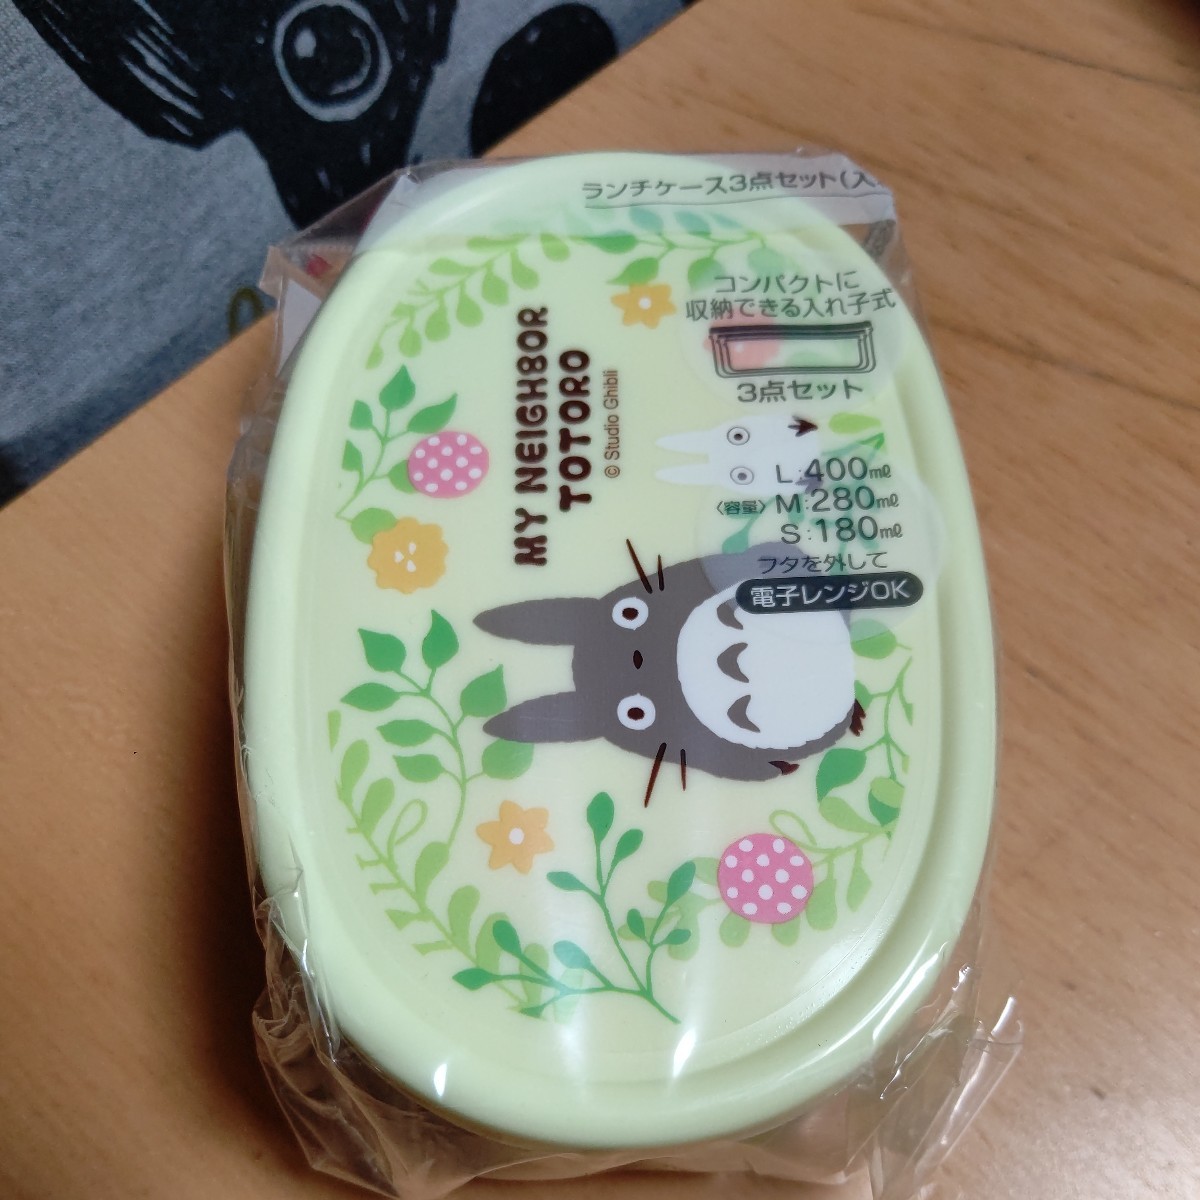 ランチケース3点セット(入
コンパクトに
収納できる入れ子式
3点セット
MY NEIGHBOR
TOTORO
© Studio Ghibli
L:400㎖
〈容量〉M:280㎖
S:180㎖
フタを外して
電子レンジOK